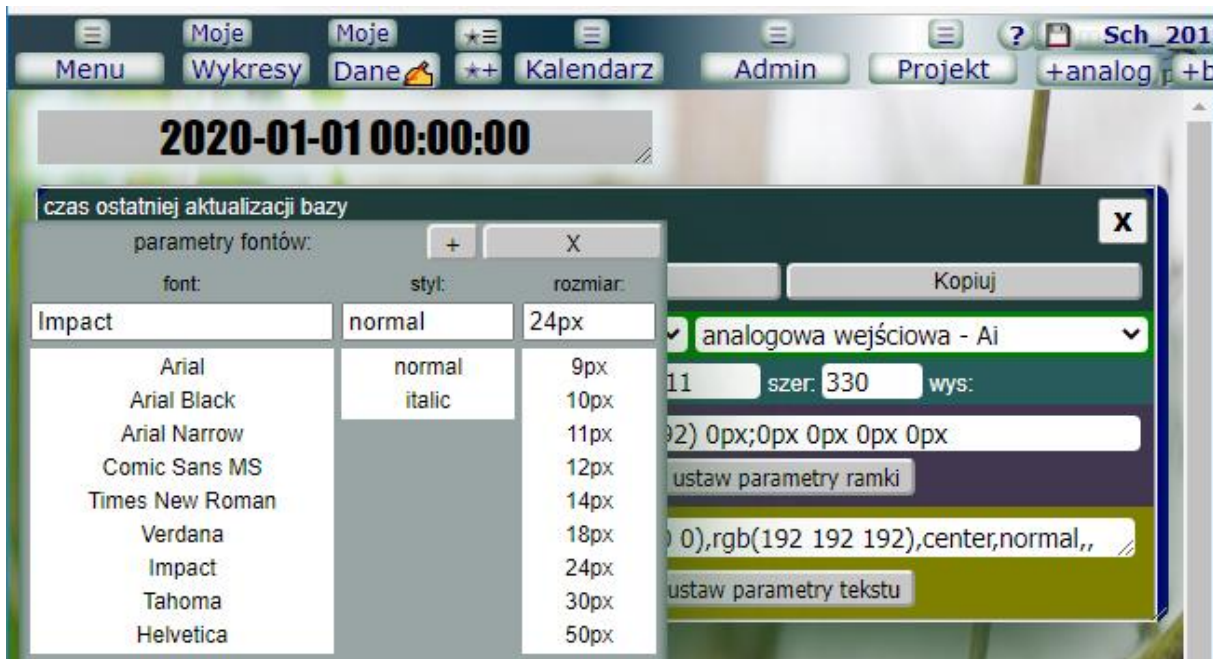 Moje Moje ★≡ ? Sch_201
Menu Wykresy Dane ★+ Kalendarz Admin Projekt +analog +b
2020-01-01 00:00:00
czas ostatniej aktualizacji bazy
X
parametry fontów: + X
font: styl: rozmiar:
Kopiuj
Impact normal 24px
analogowa wejściowa - Ai
Arial normal 9px
11 szer: 330 wys:
Arial Black italic 10px
Arial Narrow 11px
92) 0px;0px 0px 0px 0px
Comic Sans MS 12px
ustaw parametry ramki
Times New Roman 14px
Verdana 18px
0),rgb(192 192 192),center,normal,,
Impact 24px
ustaw parametry tekstu
Tahoma 30px
Helvetica 50px